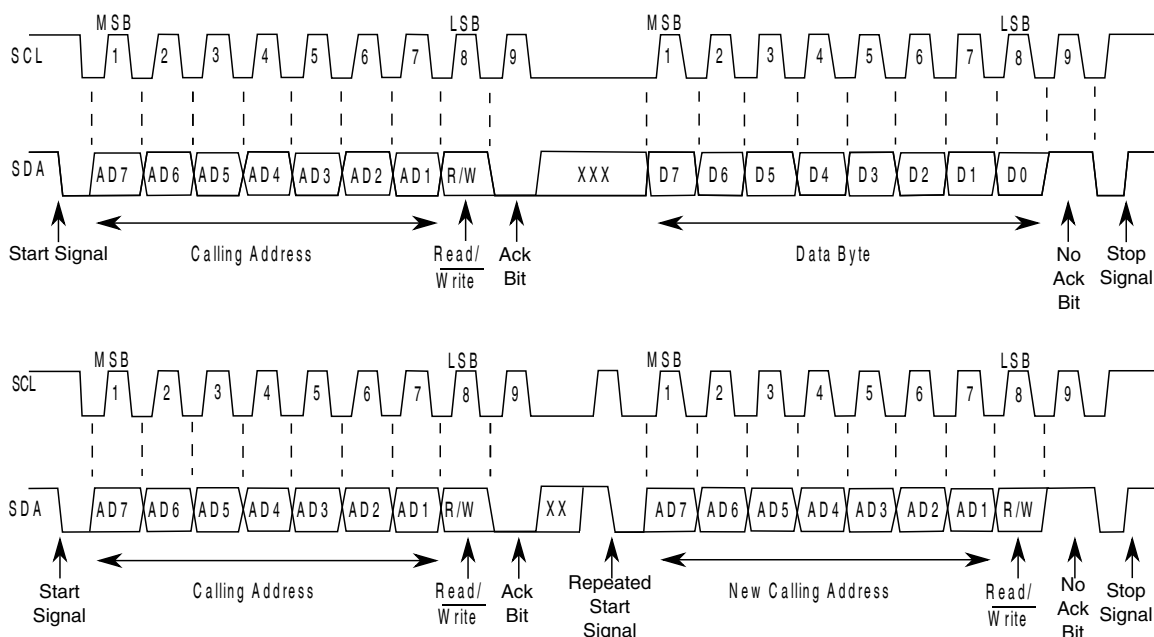 MSB LSB MSB LSB
SCL 1 2 3 4 5 6 7 8 9 1 2 3 4 5 6 7 8 9
SDA AD7 AD6 AD5 AD4 AD3 AD2 AD1 R/W XXX D7 D6 D5 D4 D3 D2 D1 D0
Start Signal Calling Address Read/ Ack Data Byte No Stop
Write Bit Ack Signal
Bit
MSB LSB MSB LSB
SCL 1 2 3 4 5 6 7 8 9 1 2 3 4 5 6 7 8 9
SDA AD7 AD6 AD5 AD4 AD3 AD2 AD1 R/W XX AD7 AD6 AD5 AD4 AD3 AD2 AD1 R/W
Start Calling Address Read/ Ack Repeated New Calling Address Read/ No Stop
Signal Write Bit Start Write Ack Signal
Signal Bit